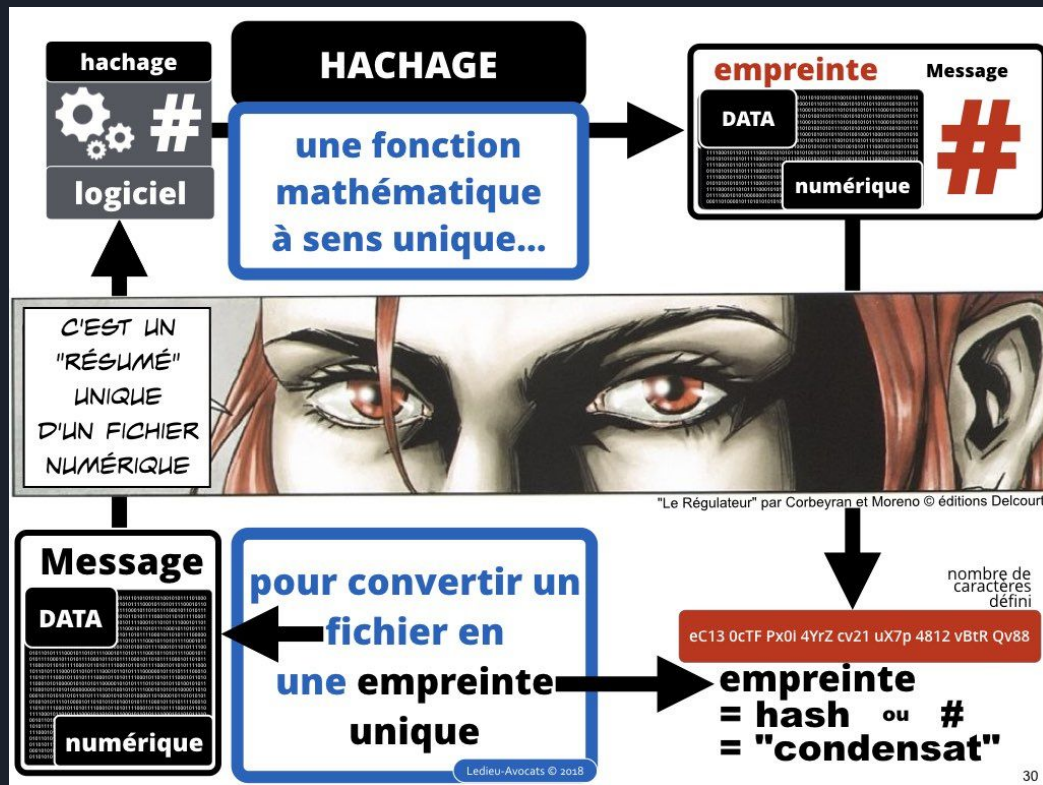 hachage
#
logiciel
HACHAGE
une fonction
mathématique
à sens unique...
empreinte
Message
DATA
numérique
#
C'EST UN
"RÉSUMÉ"
UNIQUE
D'UN FICHIER
NUMÉRIQUE
"Le Régulateur" par Corbeyran et Moreno © éditions Delcourt
Message
DATA
numérique
pour convertir un
fichier en
une empreinte
unique
Ledieu-Avocats © 2018
nombre de
caractères
défini
eC13 0cTF Px0i 4YrZ cv21 uX7p 4812 vBtR Qv88
empreinte
= hash ou #
= "condensat"
30